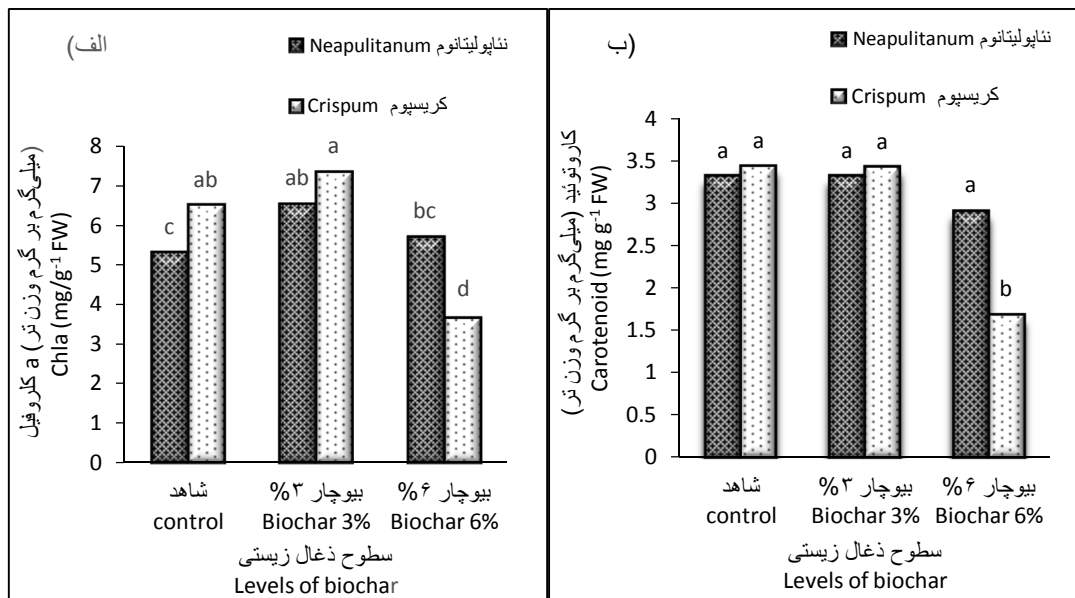 الف)
Neapulitanum نئاپولیتانوم
Crispum کریسپوم
کلروفیل a (میلی‌گرم بر گرم وزن تر)
Chla (mg/g⁻¹ FW)
8
7
6
5
4
3
2
1
0
c
ab
ab
a
bc
d
شاهد
control
بیوچار ۳%
Biochar 3%
بیوچار ۶%
Biochar 6%
سطوح ذغال زیستی
Levels of biochar
ب)
Neapulitanum نئاپولیتانوم
Crispum کریسپوم
کاروتوئید (میلی‌گرم بر گرم وزن تر)
Carotenoid (mg g⁻¹ FW)
4
3.5
3
2.5
2
1.5
1
0.5
0
a
a
a
a
a
b
شاهد
control
بیوچار ۳%
Biochar 3%
بیوچار ۶%
Biochar 6%
سطوح ذغال زیستی
Levels of biochar